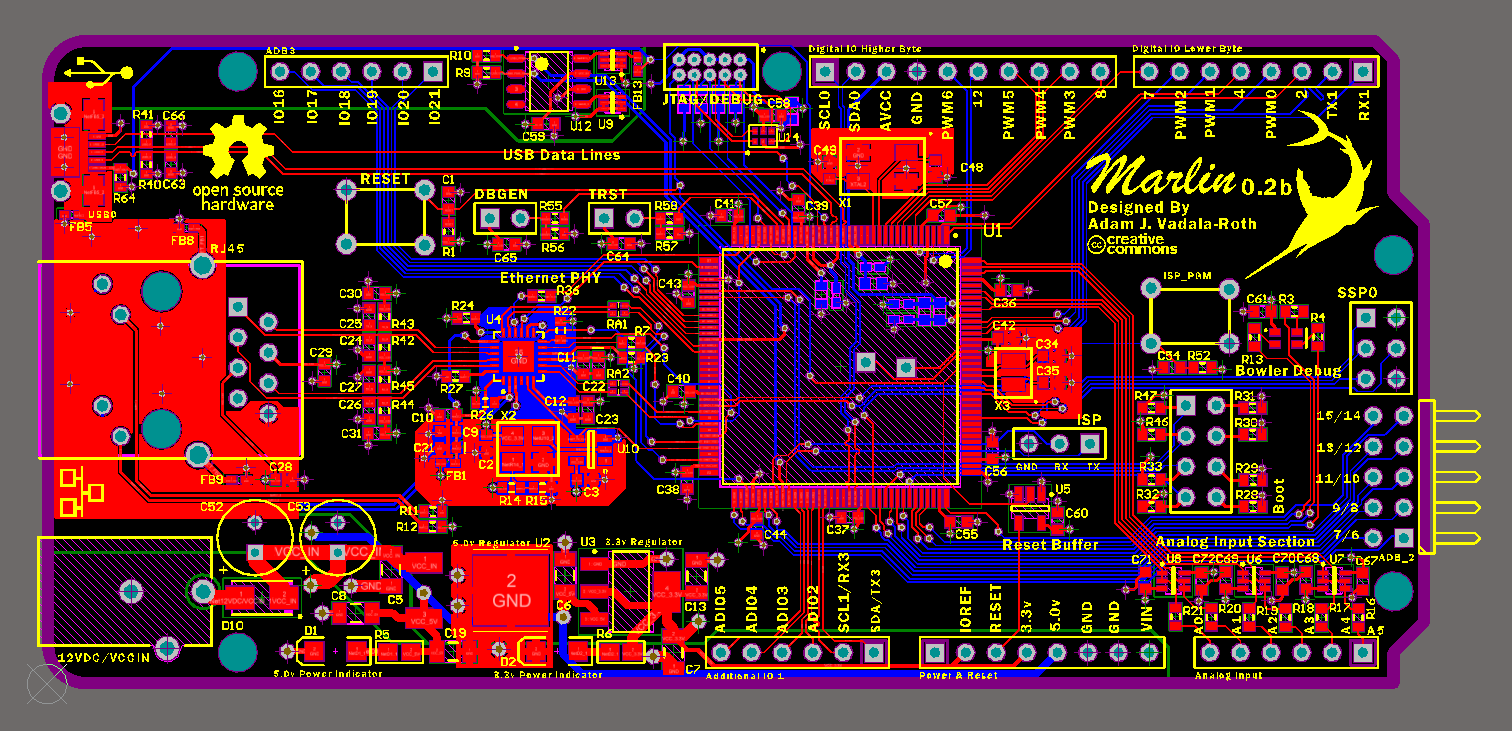 ADB3
R10
R9
U13
FB13
U12
U9
C59
JTAG/DEBUG
C58
U14
Digital IO Higher Byte
Digital IO Lower Byte
IO16
IO17
IO18
IO19
IO20
IO21
SCL0
SDA0
AVCC
GND
PWM6
12
PWM5
PWM4
PWM3
8
7
PWM2
PWM1
4
PWM0
2
TX1
RX1
R41
C66
R40
C63
R64
USB0
FB5
FB8
RJ45
open source
hardware
USB Data Lines
RESET
C1
R1
DBGEN
R55
R56
C65
TRST
R58
R57
C64
C41
C39
C49
C48
X1
C57
U1
Marlin 0.2b
Designed By
Adam J. Vadala-Roth
cc creative
commons
Ethernet PHY
C30
C25
R43
C24
R42
C29
C27
R45
C26
R44
C31
R24
U4
R36
R22
RA1
R7
R23
C11
RA2
C22
C12
C23
R27
R26
X2
C10
C9
C21
C2
FB1
U10
C3
R14
R15
C43
C40
C38
C36
C42
C34
C35
X3
ISP
GND
RX
TX
C56
U5
C60
Reset Buffer
C44
C37
C55
ISP_PGM
C61
R3
R4
R13
C54
R52
Bowler Debug
SSP0
R47
R46
R33
R32
R31
R30
R29
R28
Boot
15/14
13/12
11/10
9/8
7/6
ADB_2
Analog Input Section
C71
U8
C72
C69
U6
C70
C68
U7
C67
R21
R20
R19
R18
R17
R16
A0
A1
A2
A3
A4
A5
Analog Input
FB9
C28
C52
C53
R11
R12
VCC_IN
GND
D10
12VDC/VCGIN
C8
C5
D1
R5
C19
5.0v Power Indicator
5.0v Regulator
U2
2
GND
U3
3.3v Regulator
C6
C13
D2
R6
C7
3.3v Power Indicator
ADIO5
ADIO4
ADIO3
ADIO2
SCL1/RX3
SDA/TX3
Additional IO 1
IOREF
RESET
3.3v
5.0v
GND
GND
VIN
Power & Reset